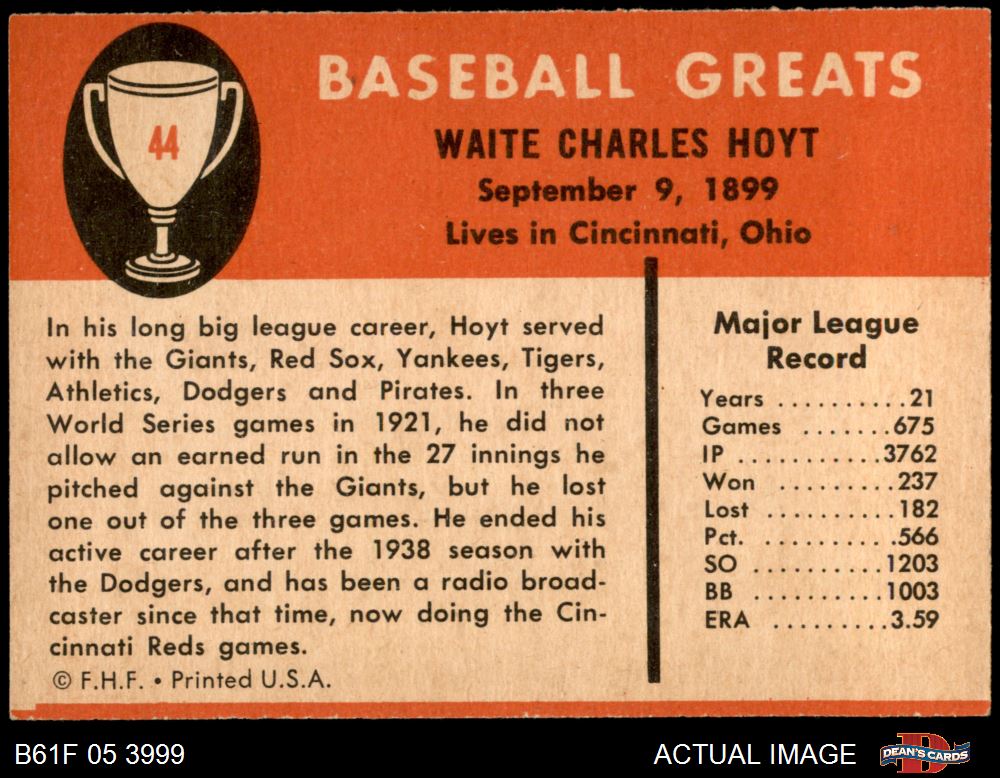 44
BASEBALL GREATS
WAITE CHARLES HOYT
September 9, 1899
Lives in Cincinnati, Ohio
In his long big league career, Hoyt served
with the Giants, Red Sox, Yankees, Tigers,
Athletics, Dodgers and Pirates. In three
World Series games in 1921, he did not
allow an earned run in the 27 innings he
pitched against the Giants, but he lost
one out of the three games. He ended his
active career after the 1938 season with
the Dodgers, and has been a radio broad-
caster since that time, now doing the Cin-
cinnati Reds games.
© F.H.F. • Printed U.S.A.
Major League
Record
Years ..........21
Games .......675
IP ...........3762
Won .........237
Lost ..........182
Pct. ..........566
SO ..........1203
BB ..........1003
ERA .........3.59
B61F 05 3999
ACTUAL IMAGE
D
DEAN'S CARDS